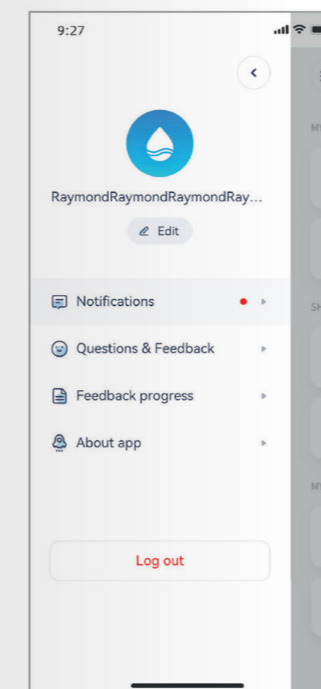 9:27
RaymondRaymondRaymondRay...
Edit
Notifications
Questions & Feedback
Feedback progress
About app
Log out